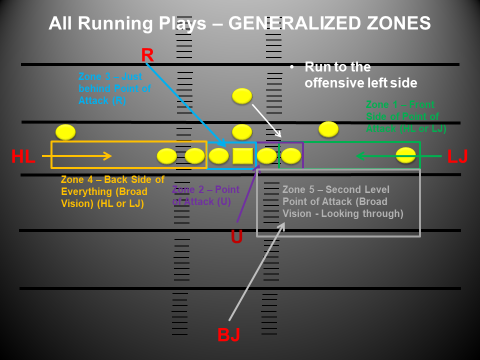 All Running Plays – GENERALIZED ZONES
R
• Run to the
offensive left side
Zone 3 – Just
behind Point of
Attack (R)
Zone 1 – Front
Side of Point of
Attack (HL or LJ)
HL
LJ
Zone 4 – Back Side of
Everything (Broad
Vision) (HL or LJ)
Zone 2 – Point
of Attack (U)
Zone 5 – Second Level
Point of Attack (Broad
Vision - Looking through)
U
BJ